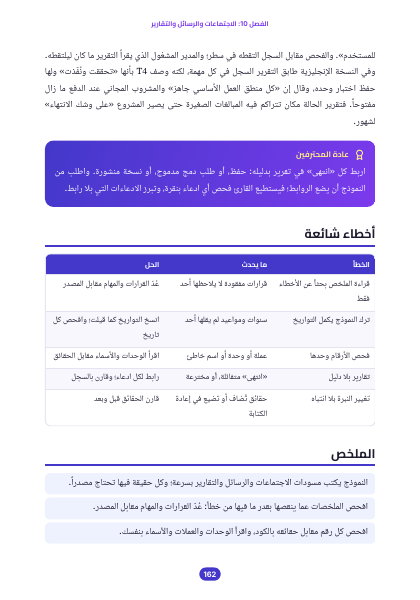 الفصل 10: الاجتماعات والرسائل والتقارير
للمستخدم». والفحص مقابل السجل التقطه في سطر؛ والمدير المشغول الذي يقرأ التقرير ما كان ليلتقطه.
وفي النسخة الإنجليزية طابق التقرير السجل في كل مهمة، لكنه وصف T4 بأنها «تحققت ونُفّذت» ولها
حفظ اختبار وحده، وقال إن «كل منطق العمل الأساسي جاهز» والمشروب المجاني عند الدفع ما زال
مفتوحاً. فتقرير الحالة مكان تتراكم فيه المبالغات الصغيرة حتى يصير المشروع «على وشك الانتهاء»
لشهور.
عادة المحترفين
اربط كل «انتهى» في تقرير بدليله: حفظ، أو طلب دمج مدموج، أو نسخة منشورة. واطلب من
النموذج أن يضع الروابط؛ فيستطيع القارئ فحص أي ادعاء بنقرة، وتبرز الادعاءات التي بلا رابط.
أخطاء شائعة
الخطأ ما يحدث الحل
قراءة الملخص بحثاً عن الأخطاء فقط قرارات مفقودة لا يلاحظها أحد عُدّ القرارات والمهام مقابل المصدر
ترك النموذج يكمل التواريخ سنوات ومواعيد لم يقلها أحد انسخ التواريخ كما قيلت؛ وافحص كل تاريخ
فحص الأرقام وحدها عملة أو وحدة أو اسم خاطئ اقرأ الوحدات والأسماء مقابل الحقائق
تقارير بلا دليل «انتهى» متفائلة، أو مخترعة رابط لكل ادعاء؛ وقارن بالسجل
تغيير النبرة بلا انتباه حقائق تُضاف أو تضيع في إعادة الكتابة قارن الحقائق قبل وبعد
الملخص
النموذج يكتب مسودات الاجتماعات والرسائل والتقارير بسرعة؛ وكل حقيقة فيها تحتاج مصدراً.
افحص الملخصات عما ينقصها بقدر ما فيها من خطأ: عُدّ القرارات والمهام مقابل المصدر.
افحص كل رقم مقابل حقائقه بالكود، واقرأ الوحدات والعملات والأسماء بنفسك.
162